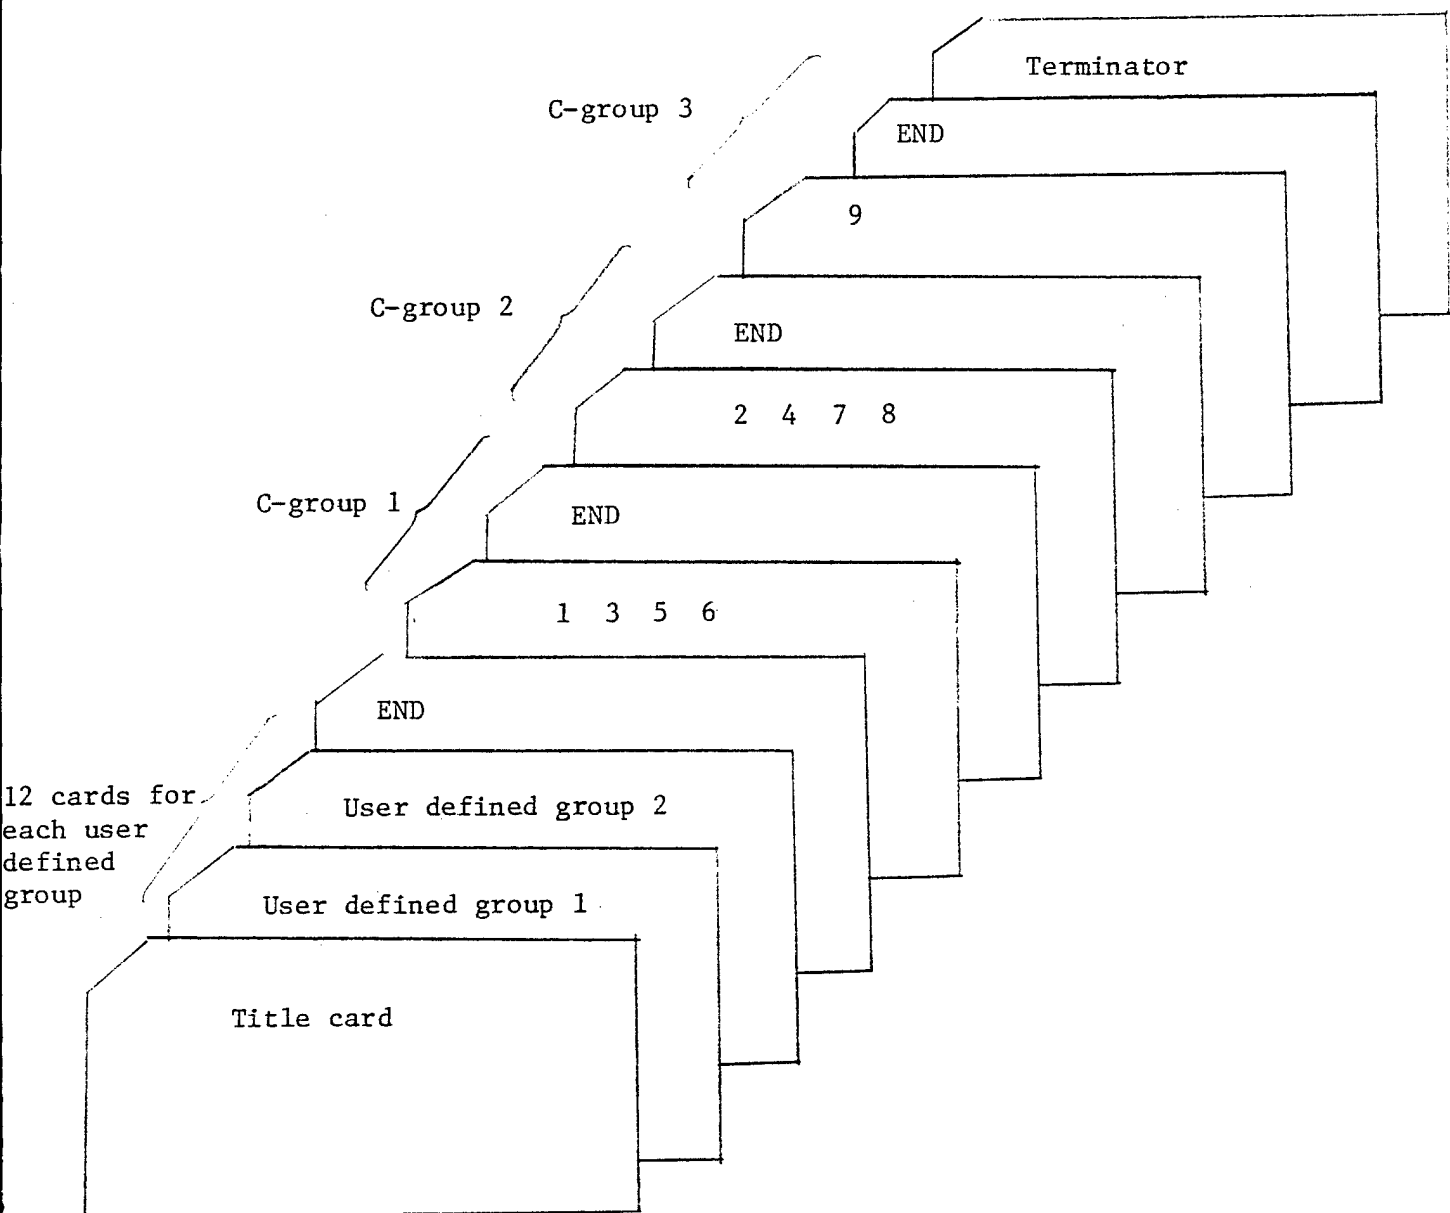 Terminator
C-group 3
END
9
C-group 2
END
2 4 7 8
C-group 1
END
1 3 5 6
END
12 cards for
each user
defined
group
User defined group 2
User defined group 1
Title card